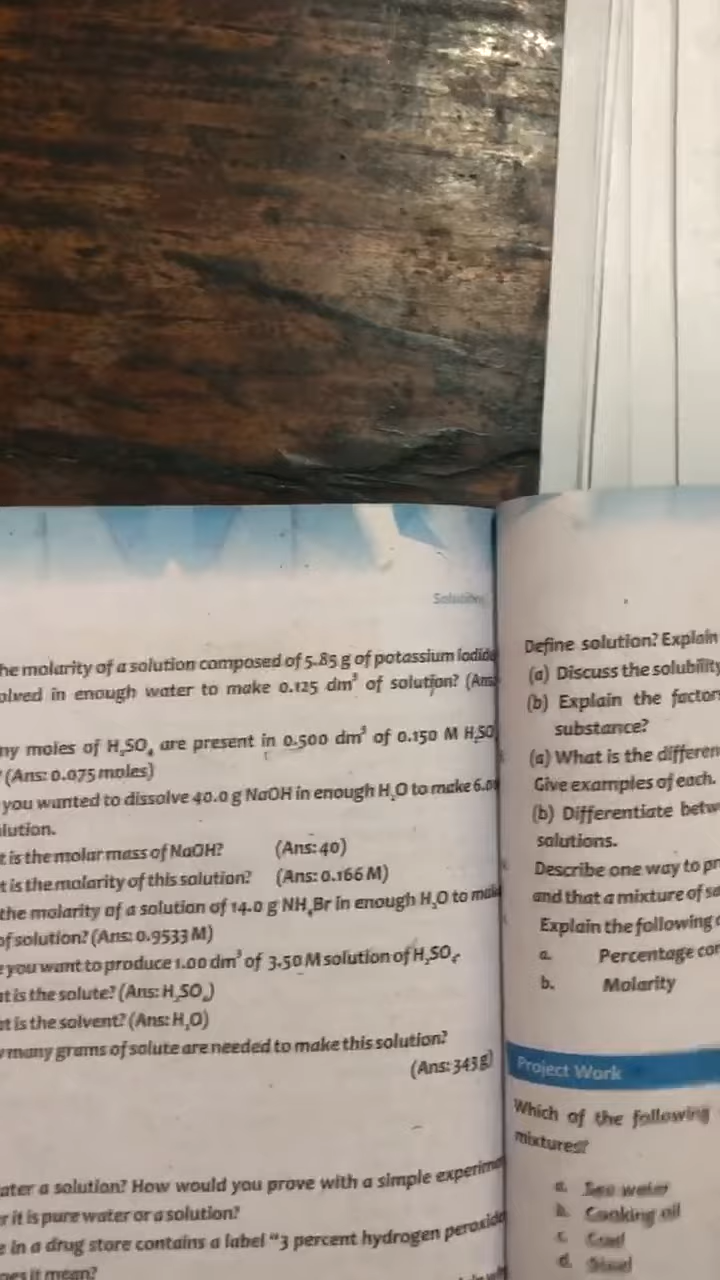 Solution
he molarity of a solution composed of 5.85 g of potassium iodide
olved in enough water to make 0.125 dm³ of solution? (Ans:
ny moles of H₂SO₄ are present in 0.500 dm³ of 0.150 M H₂SO
(Ans: 0.075 moles)
you wanted to dissolve 40.0 g NaOH in enough H₂O to make 6.0
lution.
t is the molar mass of NaOH? (Ans: 40)
t is the molarity of this solution? (Ans: 0.166 M)
the molarity of a solution of 14.0 g NH₄Br in enough H₂O to make
of solution? (Ans: 0.9533 M)
e you want to produce 1.00 dm³ of 3.50 M solution of H₂SO₄.
at is the solute? (Ans: H₂SO₄)
at is the solvent? (Ans: H₂O)
w many grams of solute are needed to make this solution?
(Ans: 343 g)
ater a solution? How would you prove with a simple experime
r it is pure water or a solution?
e in a drug store contains a label "3 percent hydrogen peroxide
oes it mean?
Define solution? Explain
(a) Discuss the solubility
(b) Explain the factors
substance?
(a) What is the differen
Give examples of each.
(b) Differentiate betw
solutions.
Describe one way to pr
and that a mixture of sa
Explain the following
a. Percentage con
b. Molarity
Project Work
Which of the following
mixtures?
a. Sea water
b. Cooking oil
c.
d.